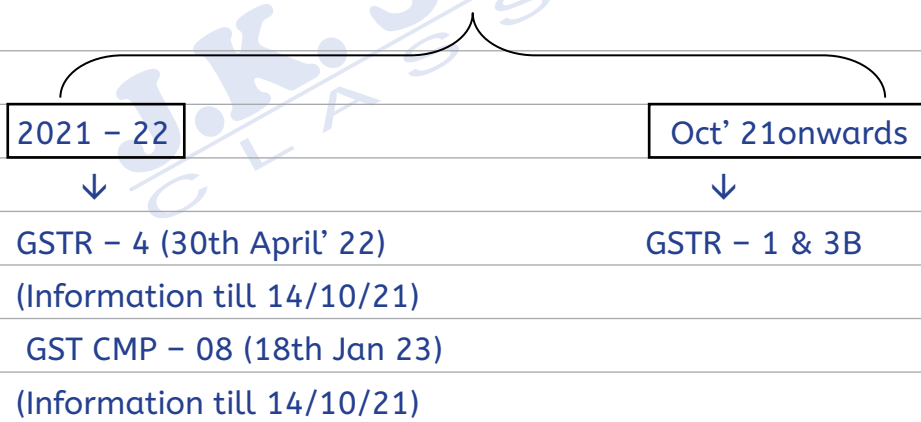 J.K. S
CLASS
2021 – 22
Oct’ 21onwards
↓
↓
GSTR – 4 (30th April’ 22)
GSTR – 1 & 3B
(Information till 14/10/21)
GST CMP – 08 (18th Jan 23)
(Information till 14/10/21)